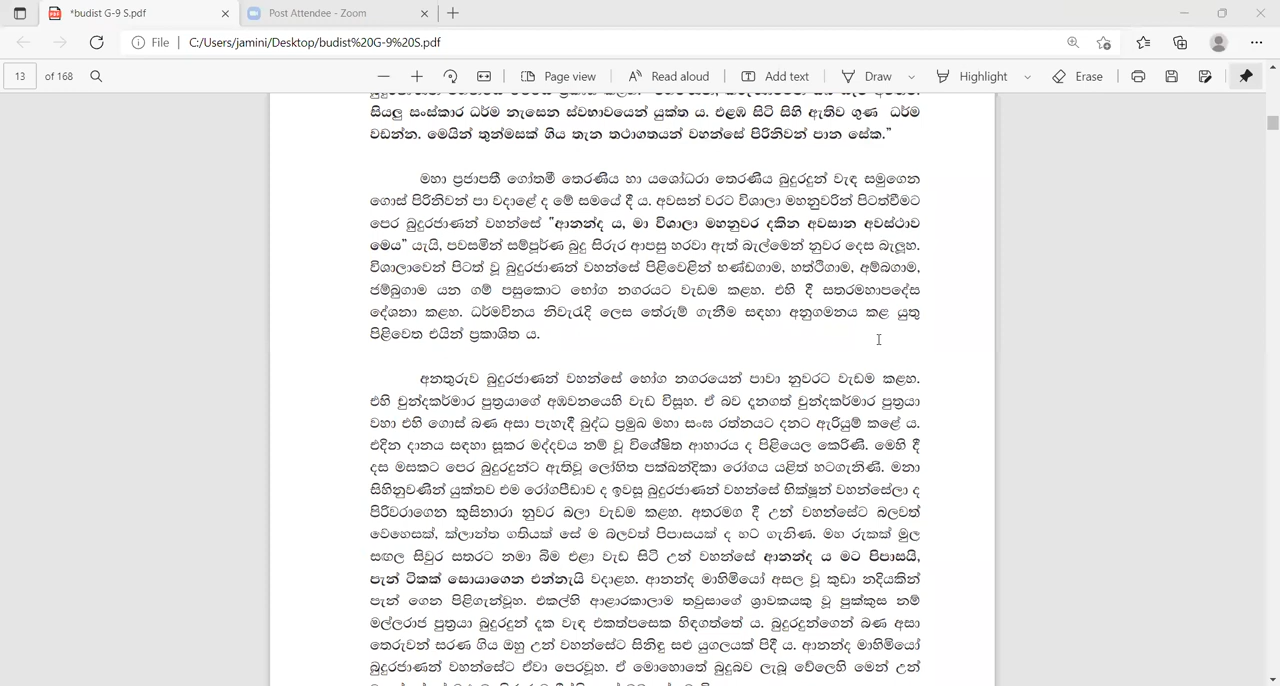 *budist G-9 S.pdf
Post Attendee - Zoom
File
C:/Users/jamini/Desktop/budist%20G-9%20S.pdf
13 of 168
Page view
Read aloud
Add text
Draw
Highlight
Erase
සියලු සංස්කාර ධර්ම නැසෙන ස්වභාවයෙන් යුක්ත ය. එළඹ සිටි සිහි ඇතිව ගුණ ධර්ම
වඩන්න. මෙයින් තුන්මසක් ගිය තැන තථාගතයන් වහන්සේ පිරිනිවන් පාන සේක.”
මහා ප්‍රජාපතී ගෝතමී තෙරණිය හා යශෝධරා තෙරණිය බුදුරදුන් වැඳ සමුගෙන
ගොස් පිරිනිවන් පා වදාළේ ද මේ සමයේ දී ය. අවසන් වරට විශාලා මහනුවරින් පිටත්වීමට
පෙර බුදුරජාණන් වහන්සේ “ආනන්ද ය, මා විශාලා මහනුවර දකින අවසාන අවස්ථාව
මෙය” යැයි, පවසමින් සම්පූර්ණ බුදු සිරුර ආපසු හරවා ඇත් බැල්මෙන් නුවර දෙස බැලූහ.
විශාලාවෙන් පිටත් වූ බුදුරජාණන් වහන්සේ පිළිවෙළින් භණ්ඩගාම, හත්ථිගාම, අම්බගාම,
ජම්බුගාම යන ගම් පසුකොට භෝග නගරයට වැඩම කළහ. එහි දී සතරමහාපදේස
දේශනා කළහ. ධර්මවිනය නිවැරැදි ලෙස තේරුම් ගැනීම සඳහා අනුගමනය කළ යුතු
පිළිවෙත එයින් ප්‍රකාශිත ය.
අනතුරුව බුදුරජාණන් වහන්සේ භෝග නගරයෙන් පාවා නුවරට වැඩම කළහ.
එහි චුන්දකර්මාර පුත්‍රයාගේ අඹවනයෙහි වැඩ විසූහ. ඒ බව දැනගත් චුන්දකර්මාර පුත්‍රයා
වහා එහි ගොස් බණ අසා පැහැදී බුද්ධ ප්‍රමුඛ මහා සංඝ රත්නයට දනට ඇරියුම් කළේ ය.
එදින දානය සඳහා සූකර මද්දවය නම් වූ විශේෂිත ආහාරය ද පිළියෙල කෙරිණි. මෙහි දී
දස මසකට පෙර බුදුරදුන්ට ඇතිවූ ලෝහිත පක්ඛන්දිකා රෝගය යළිත් හටගැනිණි. මනා
සිහිනුවණින් යුක්තව එම රෝගපීඩාව ද ඉවසූ බුදුරජාණන් වහන්සේ භික්ෂූන් වහන්සේලා ද
පිරිවරාගෙන කුසිනාරා නුවර බලා වැඩම කළහ. අතරමග දී උන් වහන්සේට බලවත්
වෙහෙසක්, ක්ලාන්ත ගතියක් සේ ම බලවත් පිපාසයක් ද හට ගැනිණ. මහ රුකක් මුල
සඟල සිවුර සතරට නමා බිම එළා වැඩ සිටි උන් වහන්සේ ආනන්ද ය මට පිපාසයි,
පැන් ටිකක් සොයාගෙන එන්නැයි වදාළහ. ආනන්ද මාහිමියෝ අසල වූ කුඩා නදියකින්
පැන් ගෙන පිළිගැන්වූහ. එකල්හි ආළාරකාලාම තවුසාගේ ශ්‍රාවකයකු වූ පුක්කුස නම්
මල්ලරාජ පුත්‍රයා බුදුරදුන් දැක වැඳ එකත්පසෙක හිඳගත්තේ ය. බුදුරදුන්ගෙන් බණ අසා
තෙරුවන් සරණ ගිය ඔහු උන් වහන්සේට සිනිඳු සළු යුගලයක් පිදී ය. ආනන්ද මාහිමියෝ
බුදුරජාණන් වහන්සේට ඒවා පෙරවූහ. ඒ මොහොතේ බුදුබව ලැබූ වේලෙහි මෙන් උන්